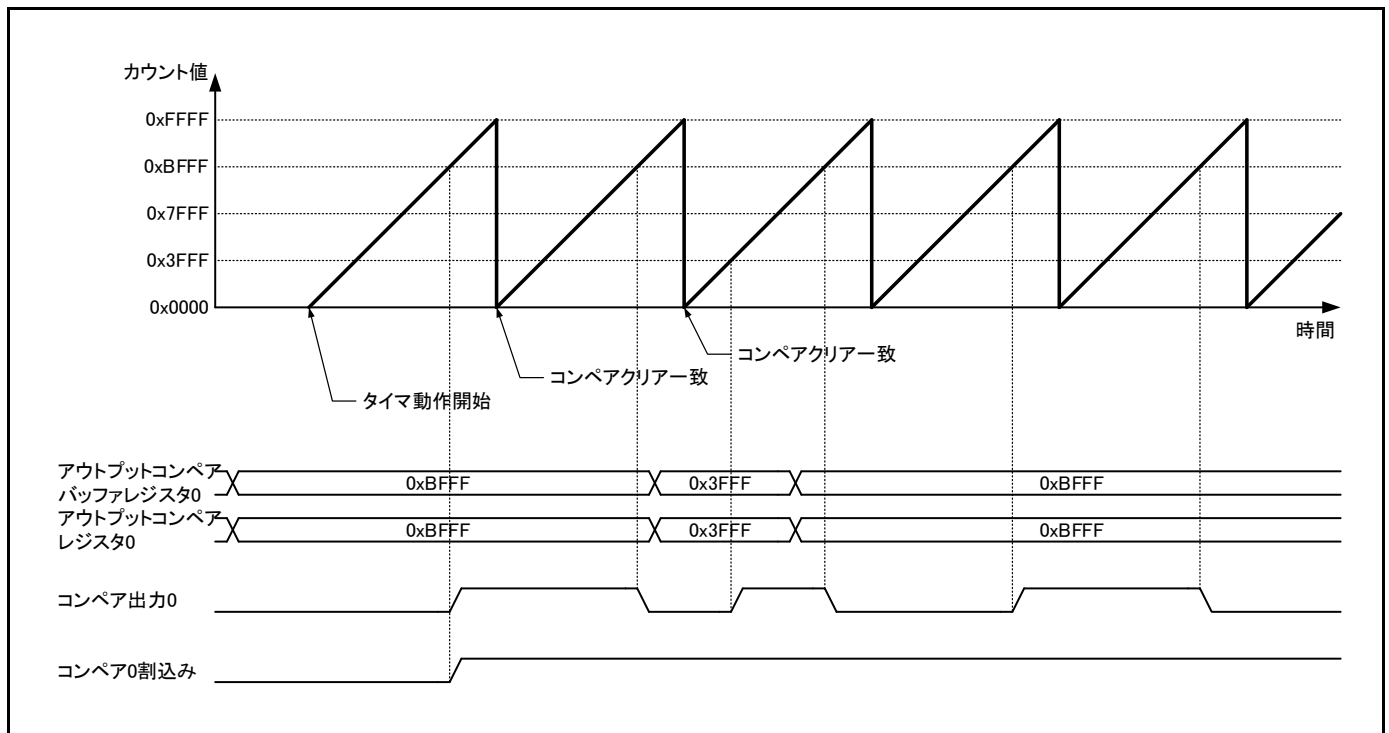 カウント値
0xFFFF
0xBFFF
0x7FFF
0x3FFF
0x0000
時間
コンペアクリア一致
コンペアクリア一致
タイマ動作開始
アウトプットコンペア
バッファレジスタ0
0xBFFF
0x3FFF
0xBFFF
アウトプットコンペア
レジスタ0
0xBFFF
0x3FFF
0xBFFF
コンペア出力0
コンペア0割込み